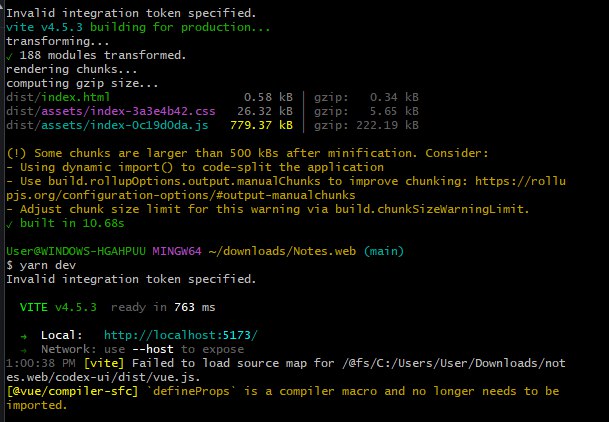 Invalid integration token specified.
vite v4.5.3 building for production...
transforming...
✓ 188 modules transformed.
rendering chunks...
computing gzip size...
dist/index.html                   0.58 kB │ gzip:   0.34 kB
dist/assets/index-3a3e4b42.css   26.32 kB │ gzip:   5.65 kB
dist/assets/index-0c19d0da.js   779.37 kB │ gzip: 222.19 kB
(!) Some chunks are larger than 500 kBs after minification. Consider:
- Using dynamic import() to code-split the application
- Use build.rollupOptions.output.manualChunks to improve chunking: https://rollu
pjs.org/configuration-options/#output-manualchunks
- Adjust chunk size limit for this warning via build.chunkSizeWarningLimit.
✓ built in 10.68s
User@WINDOWS-HGAHPUU MINGW64 ~/downloads/Notes.web (main)
$ yarn dev
Invalid integration token specified.
VITE v4.5.3  ready in 763 ms
➜  Local:   http://localhost:5173/
➜  Network: use --host to expose
1:00:38 PM [vite] Failed to load source map for /@fs/C:/Users/User/Downloads/not
es.web/codex-ui/dist/vue.js.
[@vue/compiler-sfc] `defineProps` is a compiler macro and no longer needs to be
imported.